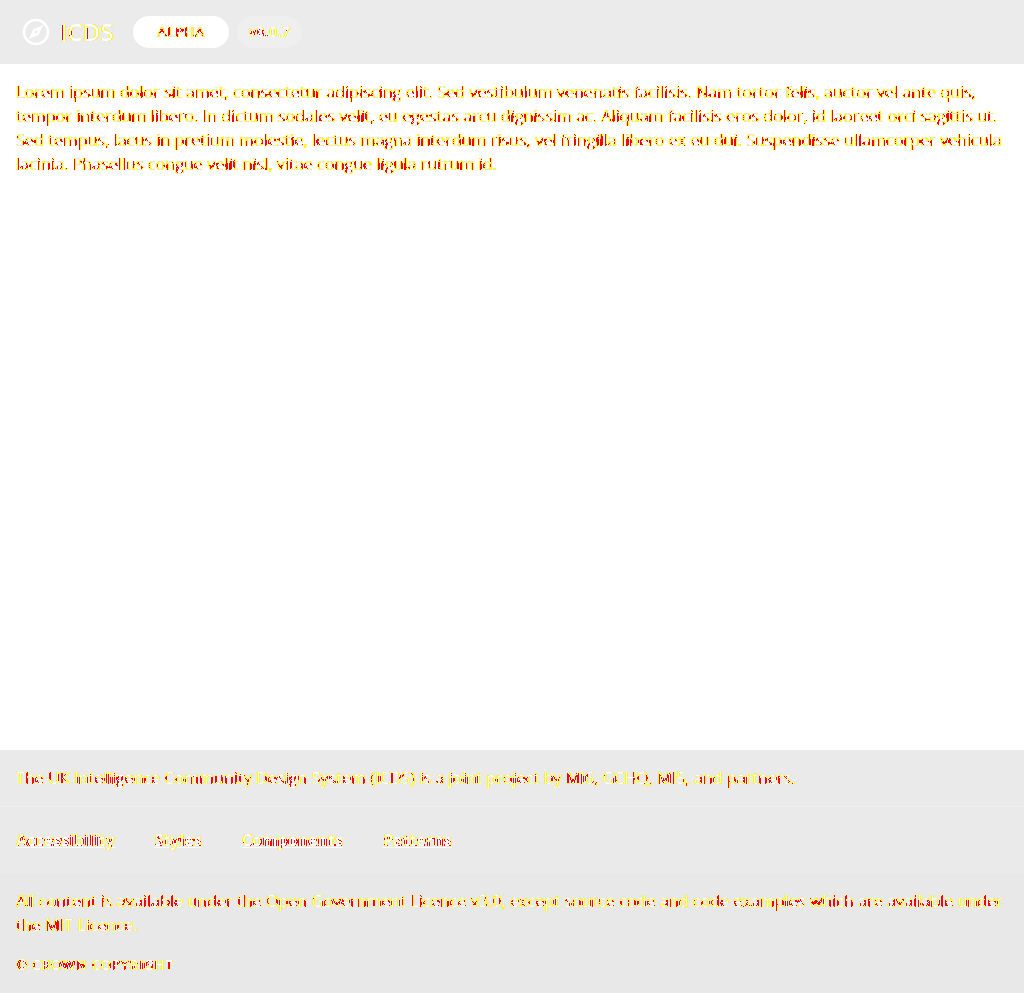 ICDS ALPHA v0.0.7
Lorem ipsum dolor sit amet, consectetur adipiscing elit. Sed vestibulum venenatis facilisis. Nam tortor felis, auctor vel ante quis,
tempor interdum libero. In dictum sodales velit, eu egestas arcu dignissim ac. Aliquam facilisis eros dolor, id laoreet orci sagittis ut.
Sed tempus, lacus in pretium molestie, lectus magna interdum risus, vel fringilla libero ex eu dui. Suspendisse ullamcorper vehicula
lacinia. Phasellus congue velit nisl, vitae congue ligula rutrum id.
The UK Intelligence Community Design System (ICDS) is a joint project by MI6, GCHQ, MI5, and partners.
Accessibility Styles Components Patterns
All content is available under the Open Government Licence v3.0, except source code and code examples which are available under
the MIT Licence.
© CROWN COPYRIGHT